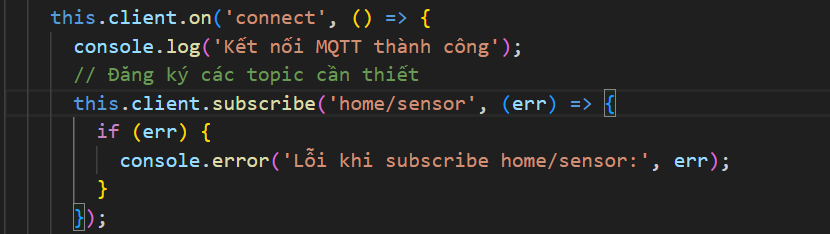 this.client.on('connect', () => {
console.log('Kết nối MQTT thành công');
// Đăng ký các topic cần thiết
this.client.subscribe('home/sensor', (err) => {
if (err) {
console.error('Lỗi khi subscribe home/sensor:', err);
}
});